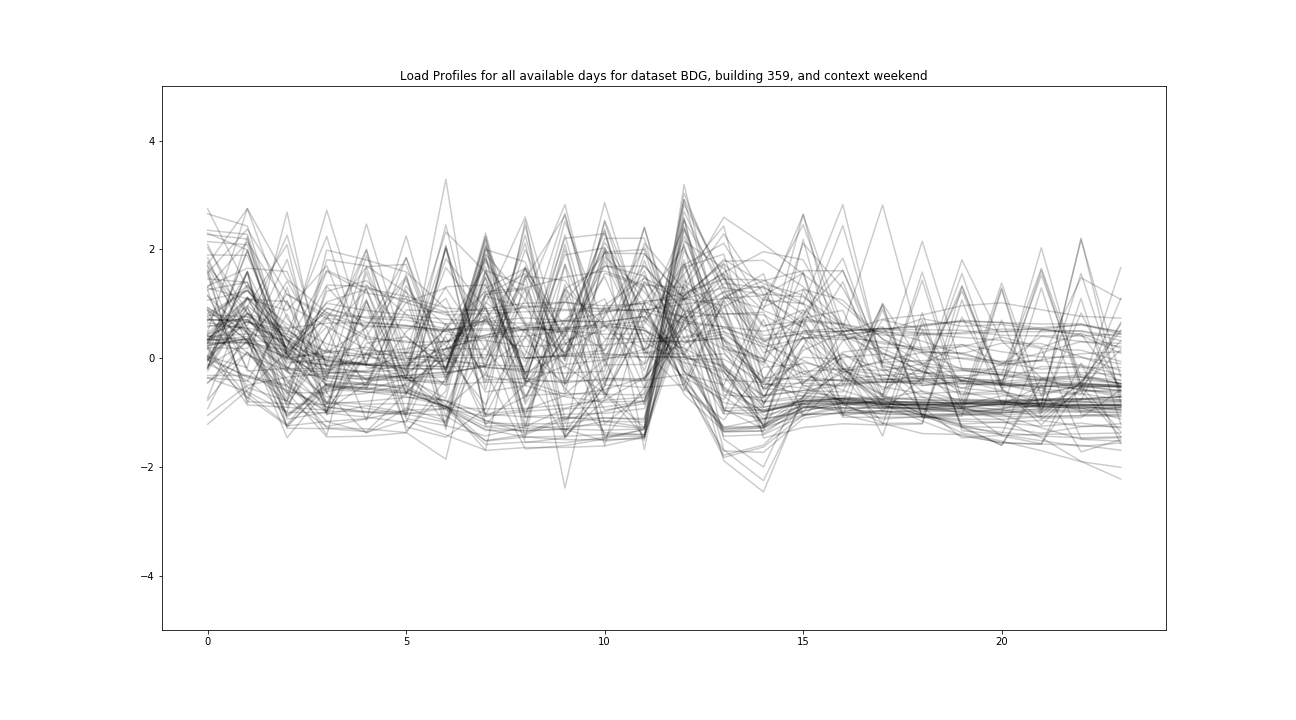 Load Profiles for all available days for dataset BDG, building 359, and context weekend
4
2
0
−2
−4
0 5 10 15 20